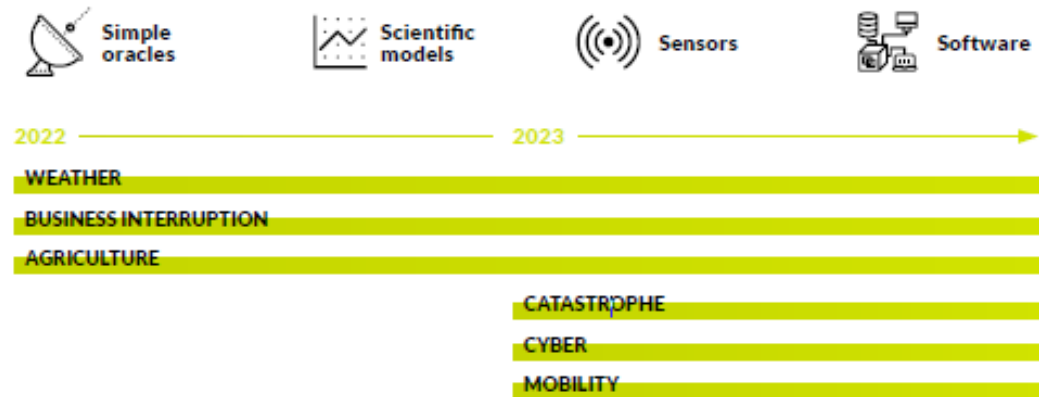 Simple
oracles
Scientific
models
Sensors
Software
2022
2023
WEATHER
BUSINESS INTERRUPTION
AGRICULTURE
CATASTROPHE
CYBER
MOBILITY